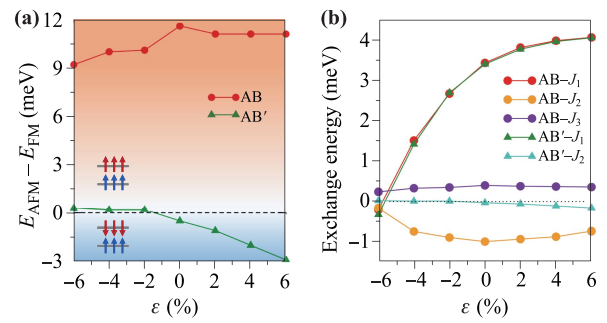 (a)
12
9
6
3
0
−3
E_AFM − E_FM (meV)
AB
AB′
−6 −4 −2 0 2 4 6
ε (%)
(b)
4
3
2
1
0
−1
Exchange energy (meV)
AB–J₁
AB–J₂
AB–J₃
AB′–J₁
AB′–J₂
−6 −4 −2 0 2 4 6
ε (%)